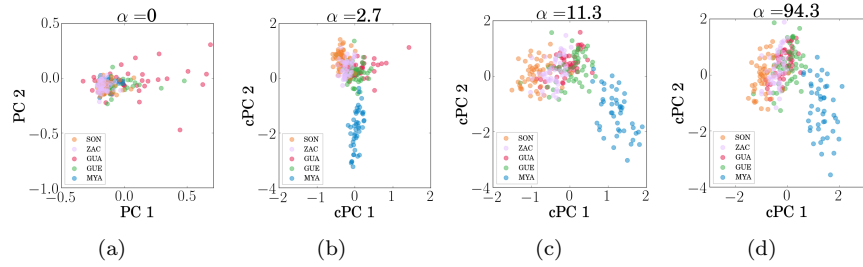 α =0
0.5
0.0
−0.5
−1.0
PC 2
SON
ZAC
GUA
GUE
MYA
−0.5
0.0
0.5
PC 1
(a)
α =2.7
2
0
−2
−4
cPC 2
SON
ZAC
GUA
GUE
MYA
−2
−1
0
1
2
cPC 1
(b)
α =11.3
2
0
−2
−4
cPC 2
SON
ZAC
GUA
GUE
MYA
−1
0
1
2
cPC 1
(c)
α =94.3
2
0
−2
−4
cPC 2
SON
ZAC
GUA
GUE
MYA
−2
0
2
cPC 1
(d)